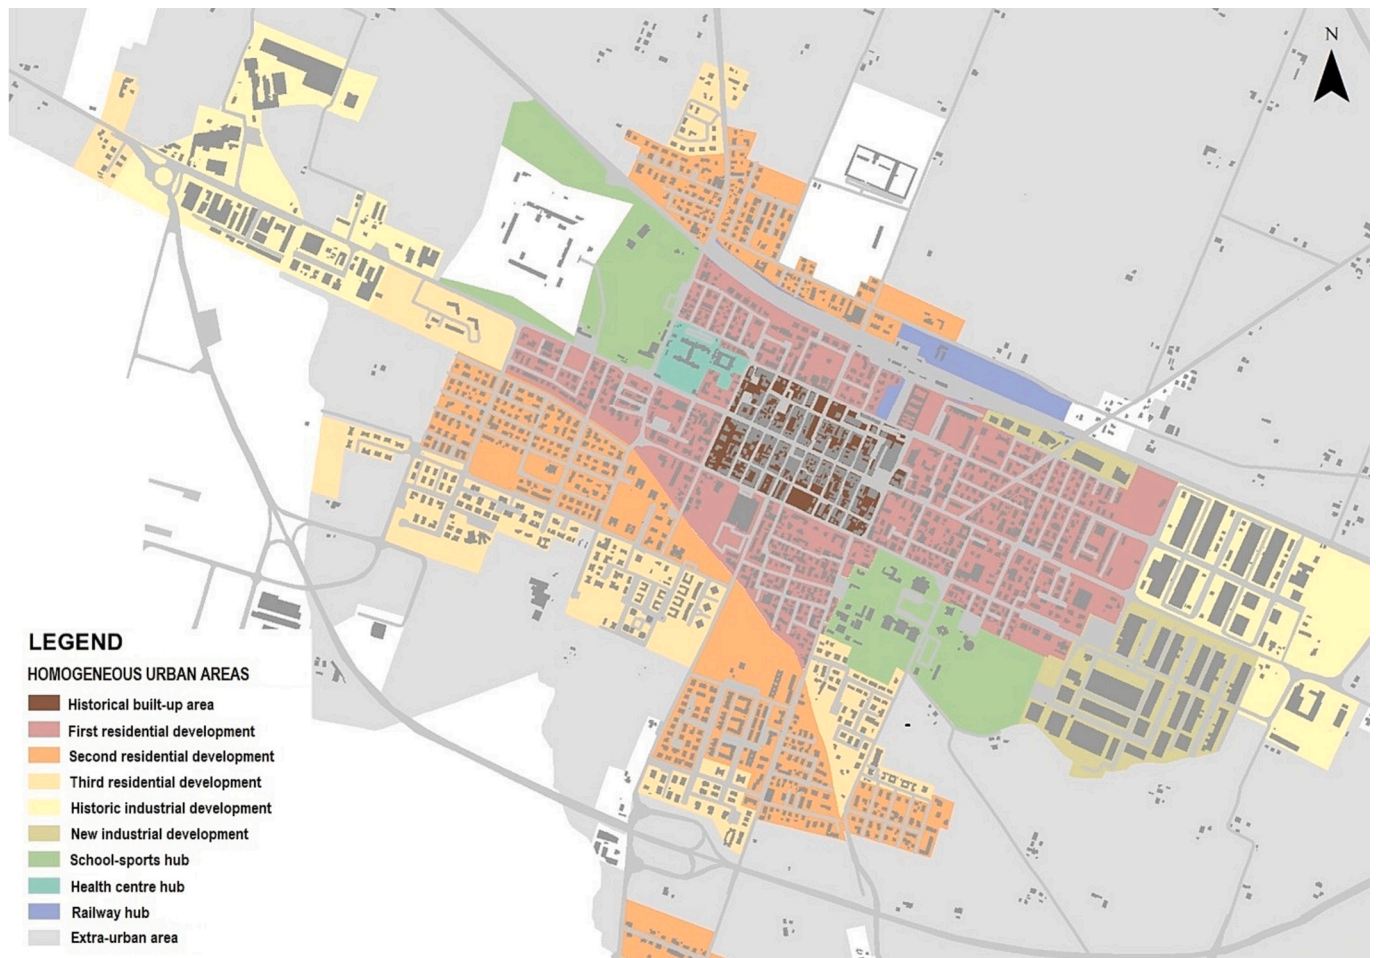 N
LEGEND
HOMOGENEOUS URBAN AREAS
Historical built-up area
First residential development
Second residential development
Third residential development
Historic industrial development
New industrial development
School-sports hub
Health centre hub
Railway hub
Extra-urban area